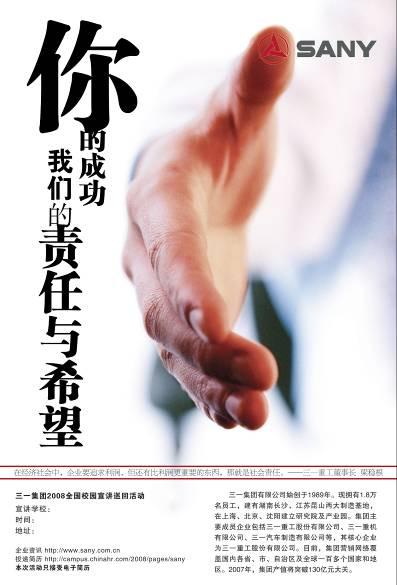 SANY
你的成功
我们的责任与希望
在经济社会中，企业要追求利润，但还有比利润更重要的东西，那就是社会责任。——三一重工董事长 梁稳根
三一集团2008全国校园宣讲巡回活动
宣讲学校：
时间：
地址：
企业资讯 http://www.sany.com.cn
投递简历 http://campus.chinahr.com/2008/pages/sany
本次活动只接受电子简历
三一集团有限公司始创于1989年。现拥有1.8万
名员工，建有湖南长沙，江苏昆山两大制造基地，
在上海、北京、沈阳建立研究院及产业园。集团主
要成员企业包括三一重工股份有限公司、三一重机
有限公司、三一汽车制造有限公司等，其核心企业
为三一重工股份有限公司。目前，集团营销网络覆
盖国内各省、市、自治区及全球一百多个国家和地
区。2007年，集团产值将突破130亿元大关。